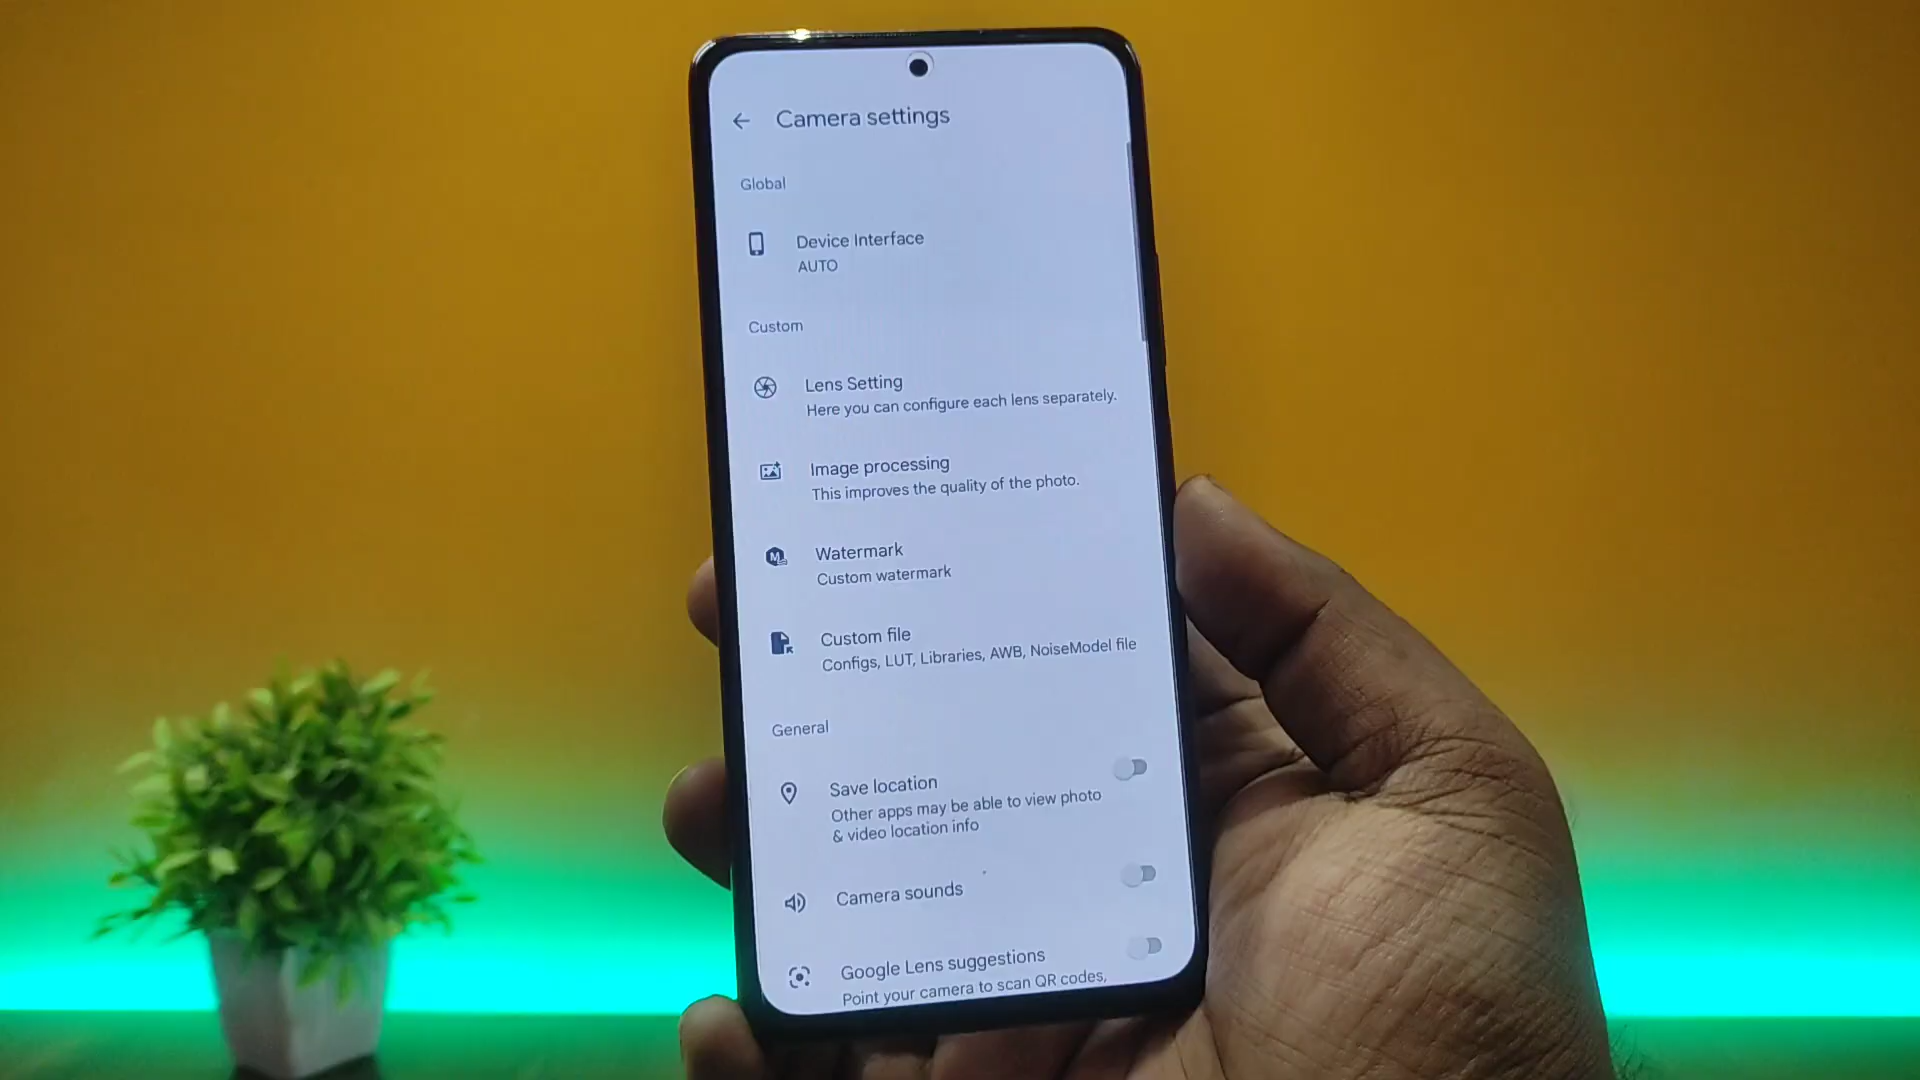 Camera settings
Global
Device Interface
AUTO
Custom
Lens Setting
Here you can configure each lens separately.
Image processing
This improves the quality of the photo.
M
Watermark
Custom watermark
Custom file
Configs, LUT, Libraries, AWB, NoiseModel file
General
Save location
Other apps may be able to view photo
& video location info
Camera sounds
Google Lens suggestions
Point your camera to scan QR codes,